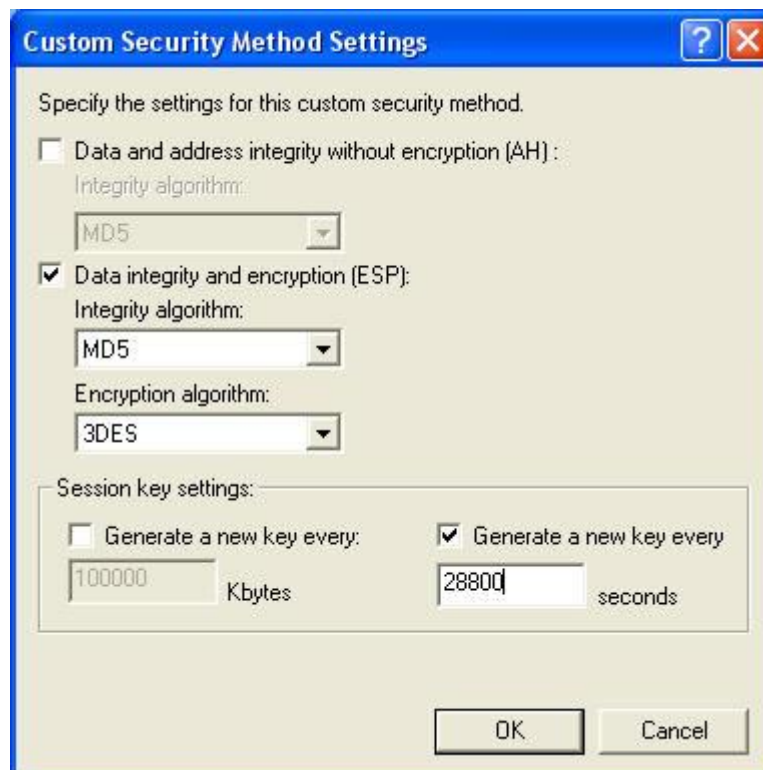 Custom Security Method Settings
Specify the settings for this custom security method.
Data and address integrity without encryption (AH) :
Integrity algorithm:
MD5
Data integrity and encryption (ESP):
Integrity algorithm:
MD5
Encryption algorithm:
3DES
Session key settings:
Generate a new key every:
Generate a new key every
100000 Kbytes
28800 seconds
OK
Cancel